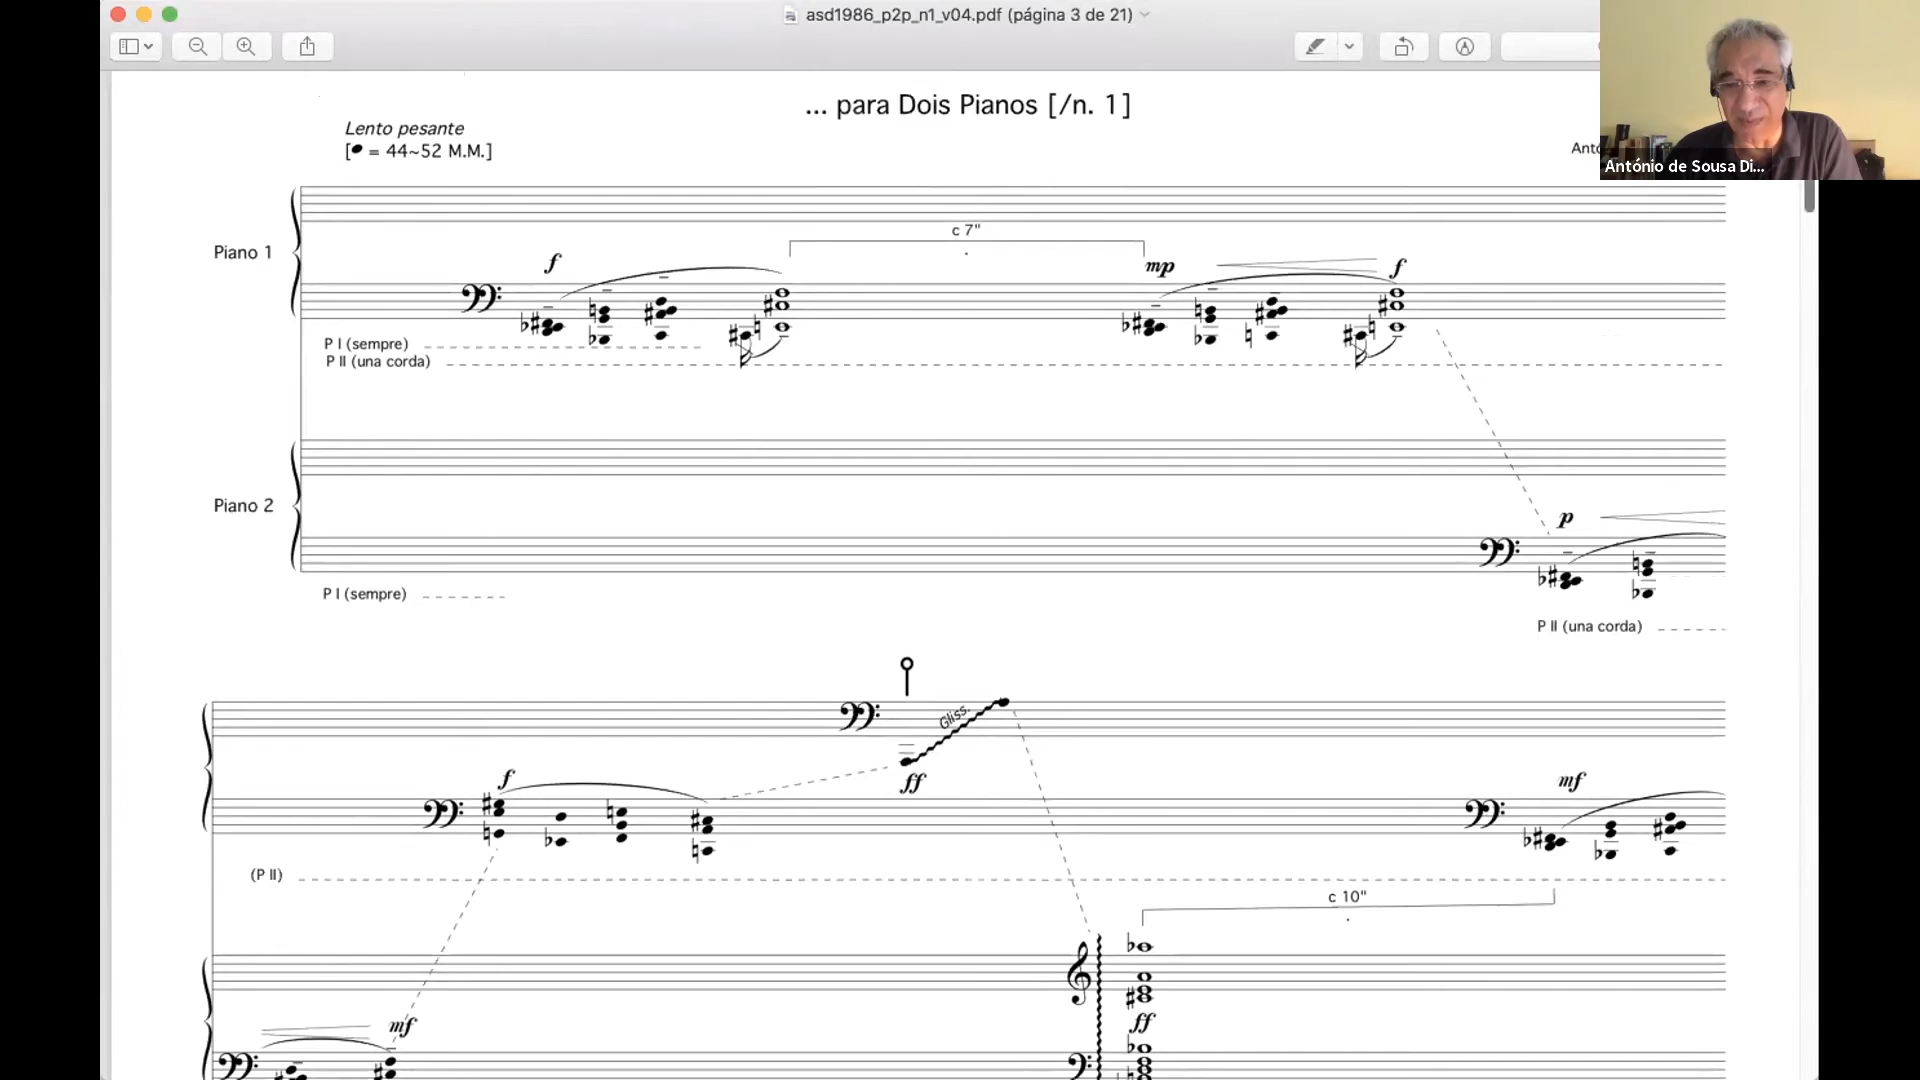 asd1986_p2p_n1_v04.pdf (página 3 de 21)
... para Dois Pianos [/n. 1]
Lento pesante
[ = 44~52 M.M.]
António de Sousa Di...
Piano 1
c 7"
f
mp
f
P I (sempre)
P II (una corda)
Piano 2
p
P I (sempre)
P II (una corda)
Gliss.
f
ff
mf
(P II)
c 10"
mf
ff